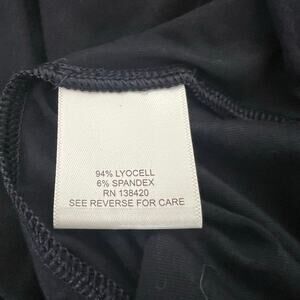 94% LYOCELL
6% SPANDEX
RN 138420
SEE REVERSE FOR CARE